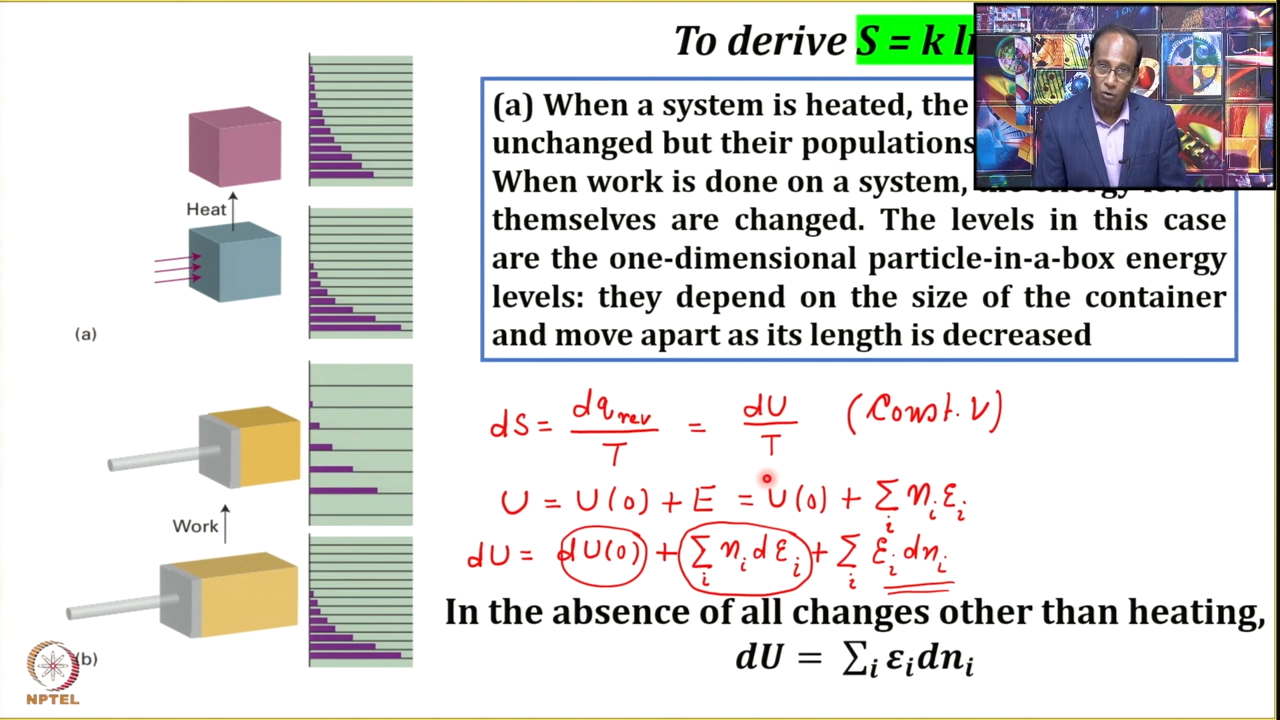 To derive S = k l
(a) When a system is heated, the
unchanged but their populations
When work is done on a system, the energy levels
themselves are changed. The levels in this case
are the one-dimensional particle-in-a-box energy
levels: they depend on the size of the container
and move apart as its length is decreased
Heat
(a)
Work
(b)
dS = dq_rev / T = dU / T (Const. V)
U = U(0) + E = U(0) + Σ_i n_i ε_i
dU = dU(0) + Σ_i n_i dε_i + Σ_i ε_i dn_i
In the absence of all changes other than heating,
dU = ∑_i ε_i dn_i
NPTEL